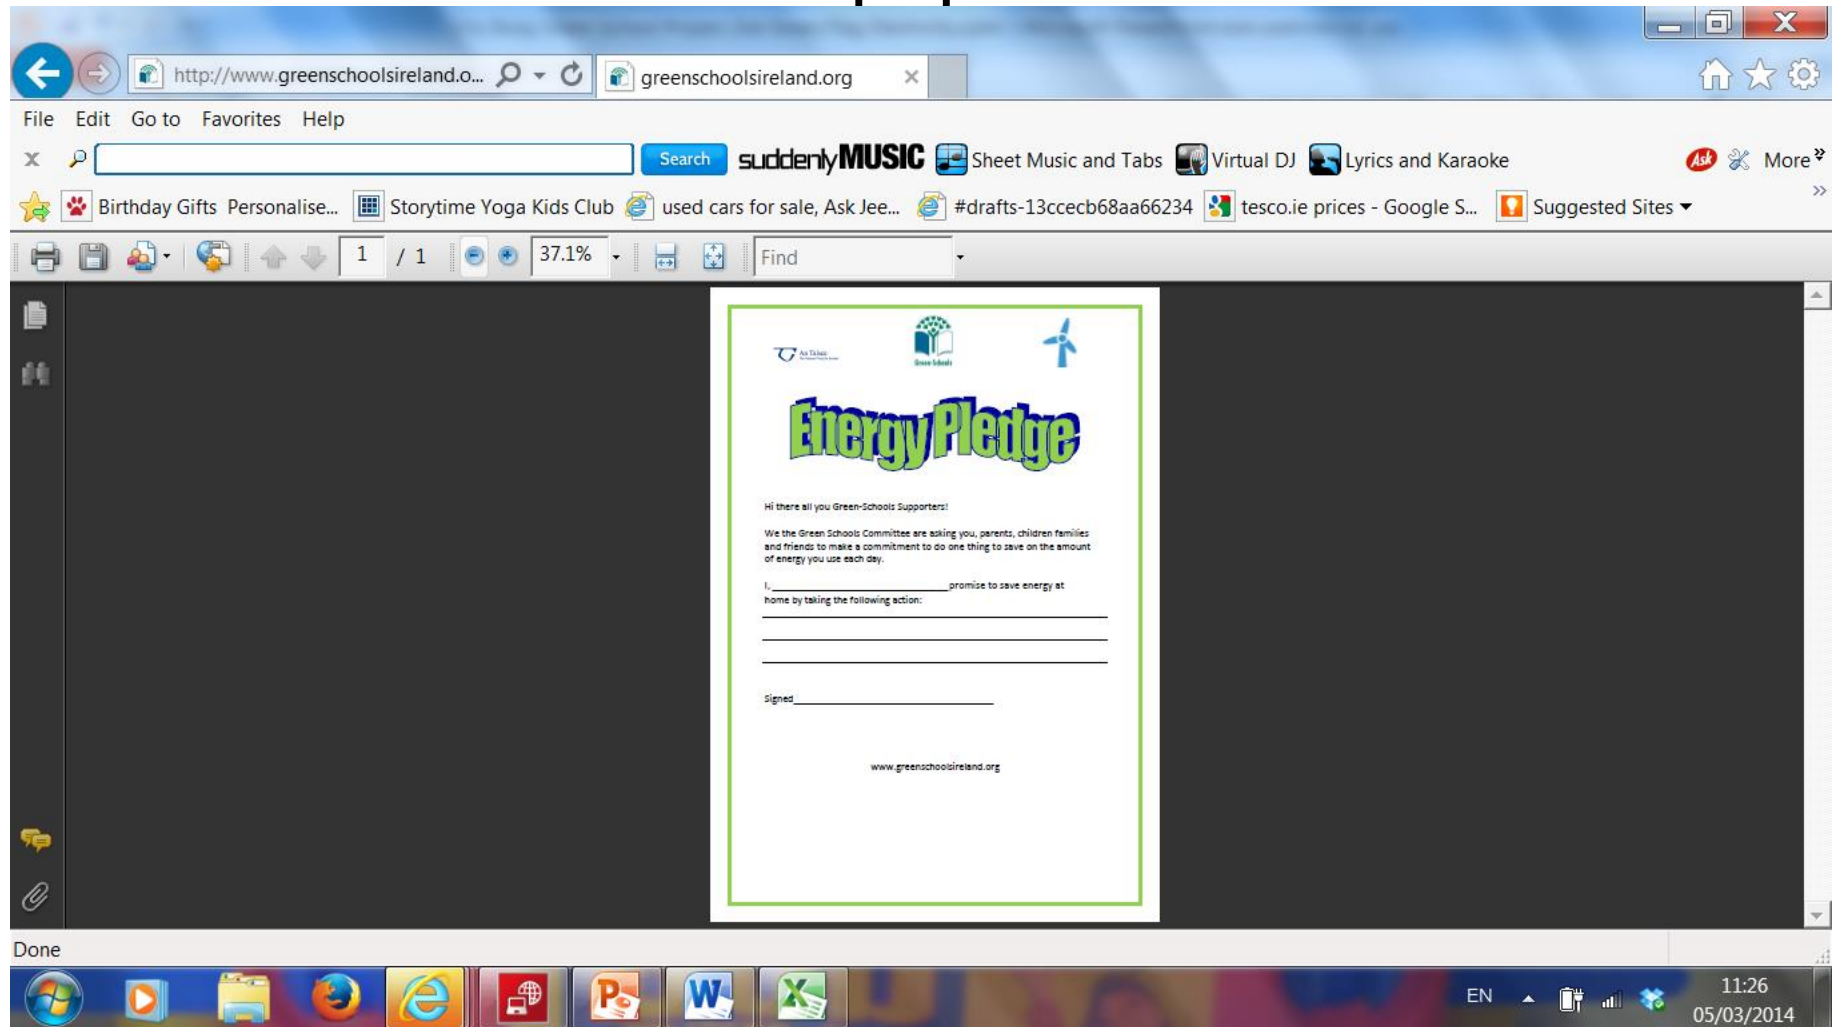 http://www.greenschoolsireland.o...
greenschoolsireland.org
File Edit Go to Favorites Help
Search suddenlyMUSIC Sheet Music and Tabs Virtual DJ Lyrics and Karaoke Ask More
Birthday Gifts Personalise... Storytime Yoga Kids Club used cars for sale, Ask Jee... #drafts-13ccecb68aa66234 tesco.ie prices - Google S... Suggested Sites
1 / 1 37.1% Find
An Taisce
Green-Schools
Energy Pledge
Hi there all you Green-Schools Supporters!
We the Green Schools Committee are asking you, parents, children families
and friends to make a commitment to do one thing to save on the amount
of energy you use each day.
I, ______________________ promise to save energy at
home by taking the following action:
Signed______________________
www.greenschoolsireland.org
Done
EN 11:26
05/03/2014